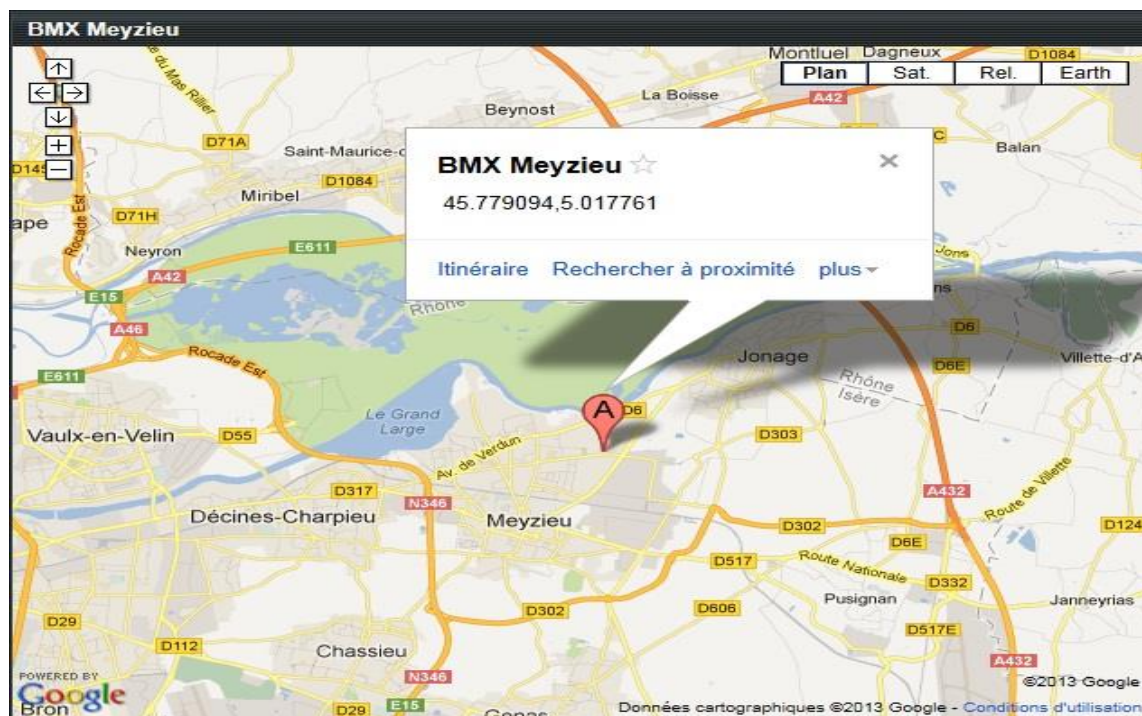 BMX Meyzieu
Montluel Dagneux D1084
Plan Sat. Rel. Earth
A42
La Boisse
Beynost
D71A
Saint-Maurice-
Balan
D1084
Miribel
D71H
Neyron
Rocade Est
E611
A42
BMX Meyzieu
45.779094,5.017761
Itinéraire Rechercher à proximité plus
Jons
E15
Rhône
A46
Rocade Est
D6
Jonage
D6E
Villette-d'A
E611
Rhône
Isère
Le Grand
Large
A
D6
Vaulx-en-Velin
D55
Av. de Verdun
D303
D317
N346
A432
Route de Villette
Décines-Charpieu
Meyzieu
D302
D124
D6E
D517
Route Nationale
D332
Pusignan
Janneyrias
D302
D606
D29
D517E
D112
Chassieu
A432
POWERED BY
Google
©2013 Google
Bron
D29
E15
Genas
Données cartographiques ©2013 Google - Conditions d'utilisation